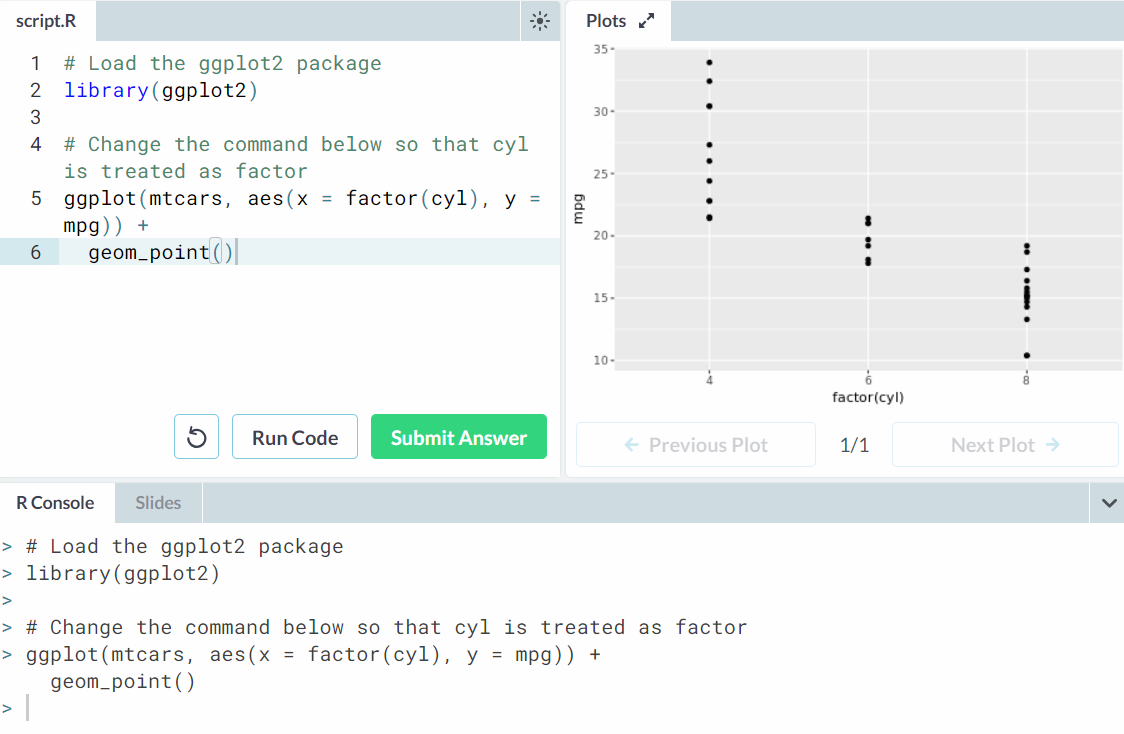 script.R
1 # Load the ggplot2 package
2 library(ggplot2)
3
4 # Change the command below so that cyl
is treated as factor
5 ggplot(mtcars, aes(x = factor(cyl), y =
mpg)) +
6 geom_point()
Run Code
Submit Answer
Plots
35
30
25
20
15
10
mpg
4 6 8
factor(cyl)
Previous Plot
1/1
Next Plot
R Console
Slides
> # Load the ggplot2 package
> library(ggplot2)
>
> # Change the command below so that cyl is treated as factor
> ggplot(mtcars, aes(x = factor(cyl), y = mpg)) +
geom_point()
>